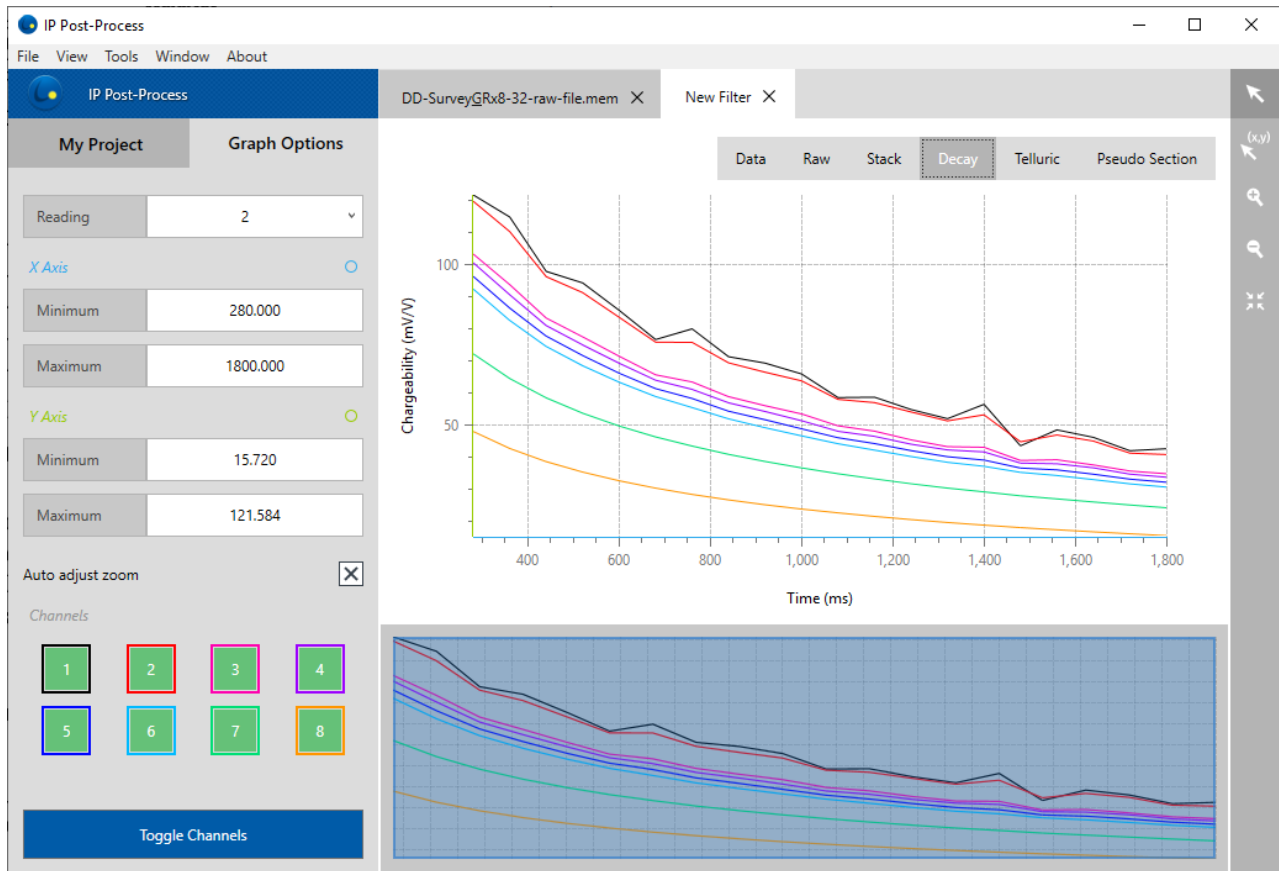 IP Post-Process
File View Tools Window About
IP Post-Process
My Project Graph Options
Reading 2
X Axis
Minimum 280.000
Maximum 1800.000
Y Axis
Minimum 15.720
Maximum 121.584
Auto adjust zoom
Channels
1 2 3 4
5 6 7 8
Toggle Channels
DD-SurveyGRx8-32-raw-file.mem New Filter
Data Raw Stack Decay Telluric Pseudo Section
Chargeability (mV/V)
100
50
400 600 800 1,000 1,200 1,400 1,600 1,800
Time (ms)
(x,y)